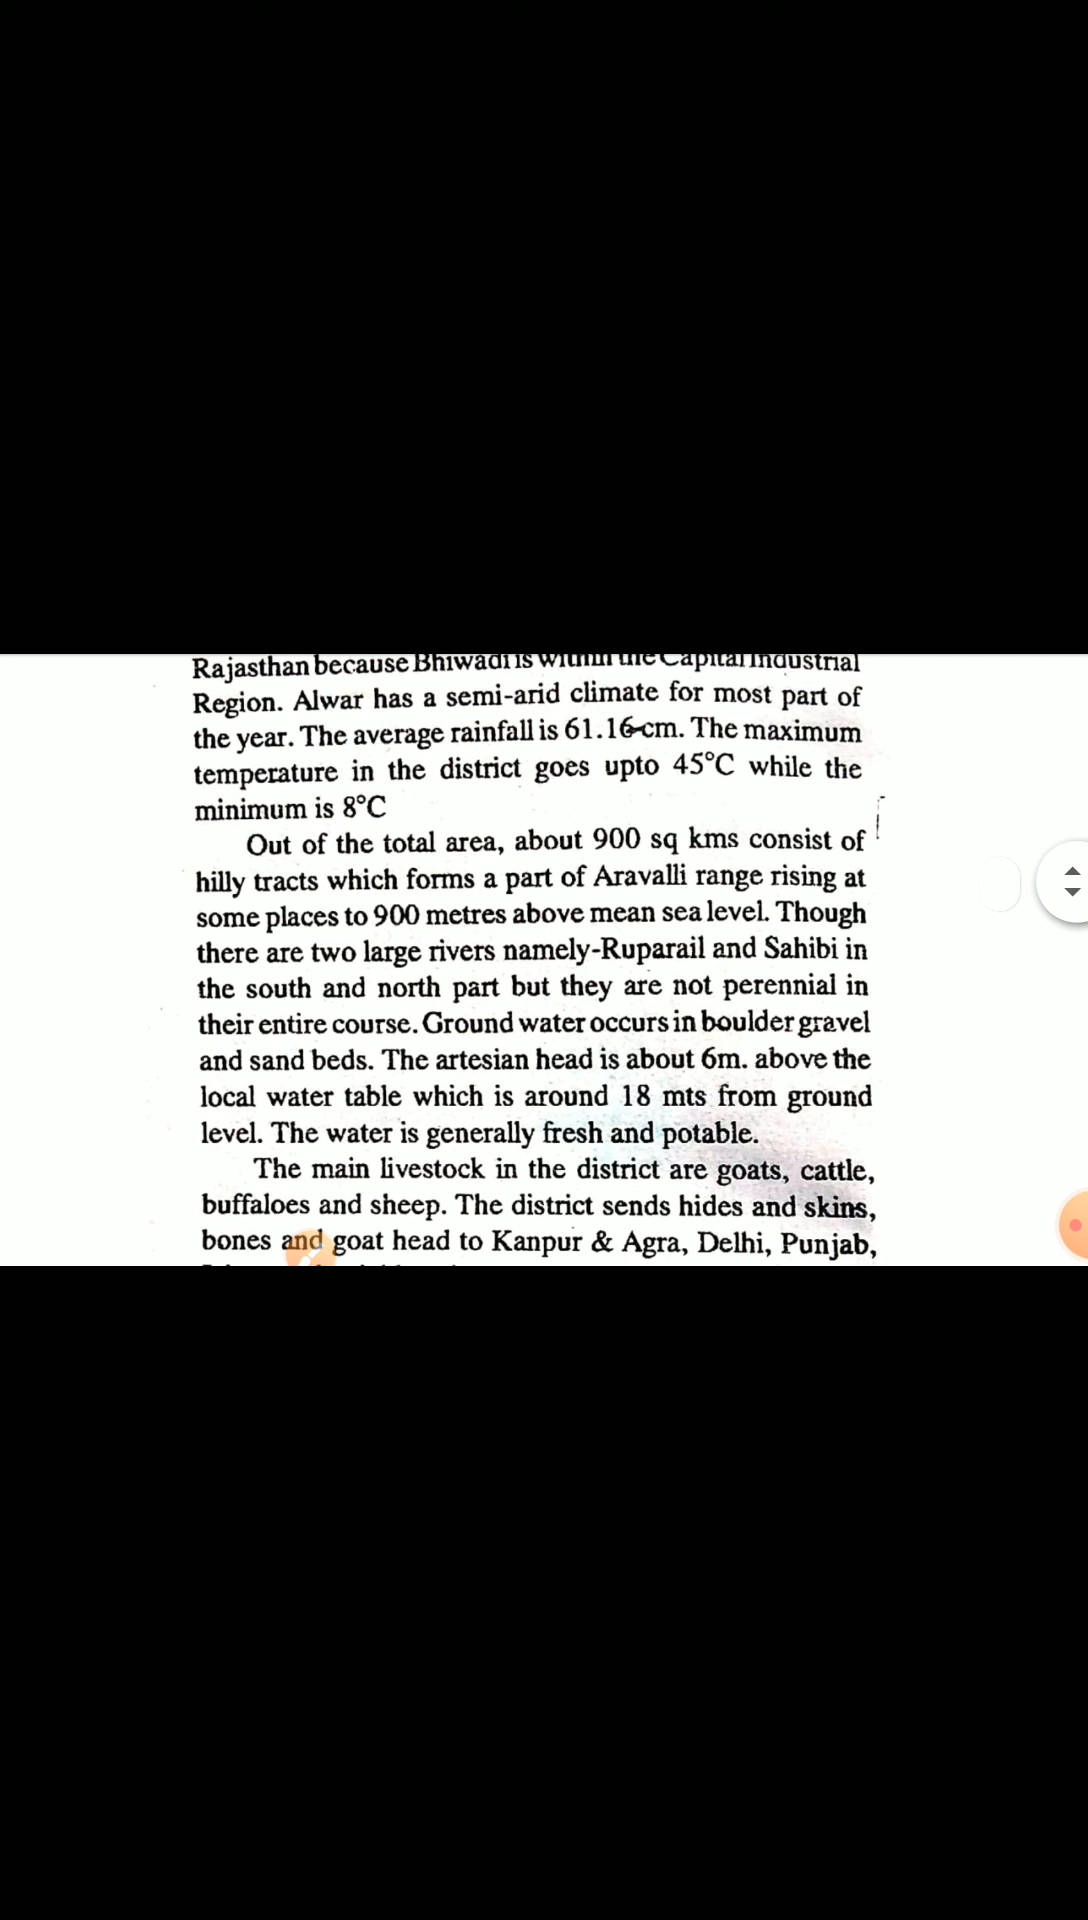 Rajasthan because Bhiwadi is within the Capital Industrial
Region. Alwar has a semi-arid climate for most part of
the year. The average rainfall is 61.16 cm. The maximum
temperature in the district goes upto 45°C while the
minimum is 8°C
Out of the total area, about 900 sq kms consist of
hilly tracts which forms a part of Aravalli range rising at
some places to 900 metres above mean sea level. Though
there are two large rivers namely-Ruparail and Sahibi in
the south and north part but they are not perennial in
their entire course. Ground water occurs in boulder gravel
and sand beds. The artesian head is about 6m. above the
local water table which is around 18 mts from ground
level. The water is generally fresh and potable.
The main livestock in the district are goats, cattle,
buffaloes and sheep. The district sends hides and skins,
bones and goat head to Kanpur & Agra, Delhi, Punjab,